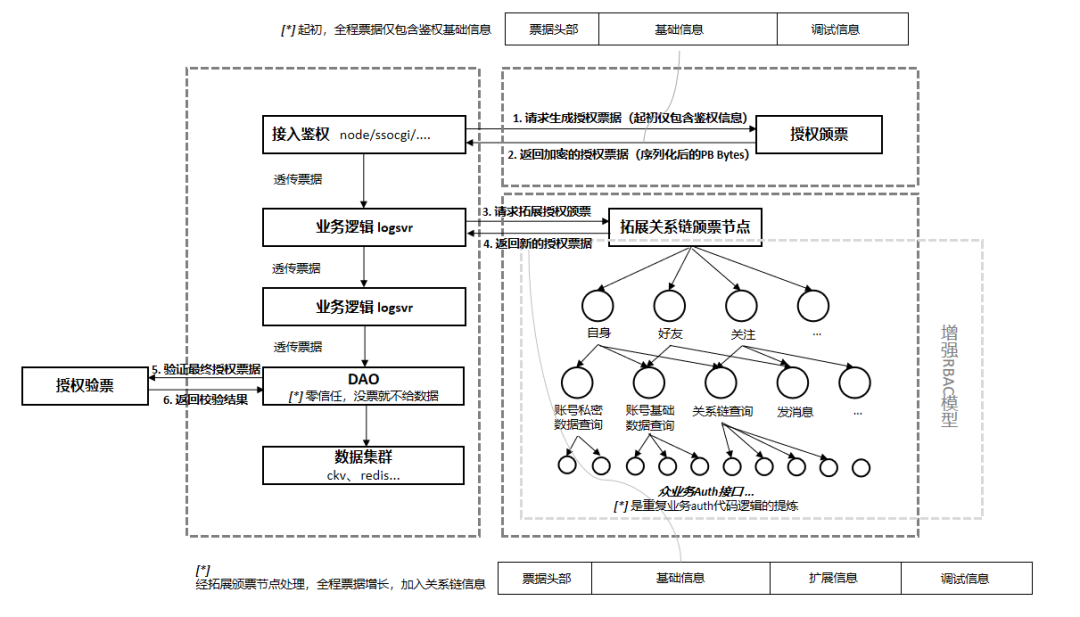 [*] 起初，全程票据仅包含鉴权基础信息
票据头部 基础信息 调试信息
接入鉴权 node/ssocgi/....
1. 请求生成授权票据（起初仅包含鉴权信息）
授权颁票
2. 返回加密的授权票据（序列化后的PB Bytes）
透传票据
业务逻辑 logsvr
3. 请求拓展授权颁票
拓展关系链颁票节点
4. 返回新的授权票据
透传票据
业务逻辑 logsvr
自身 好友 关注 ...
透传票据
增强RBAC模型
授权验票
5. 验证最终授权票据
6. 返回校验结果
DAO
[*] 零信任，没票就不给数据
账号私密
数据查询
账号基础
数据查询
关系链查询
发消息
...
数据集群
ckv、redis...
众业务Auth接口 ...
[*] 是重复业务auth代码逻辑的提炼
[*]
经拓展颁票节点处理，全程票据增长，加入关系链信息
票据头部 基础信息 扩展信息 调试信息